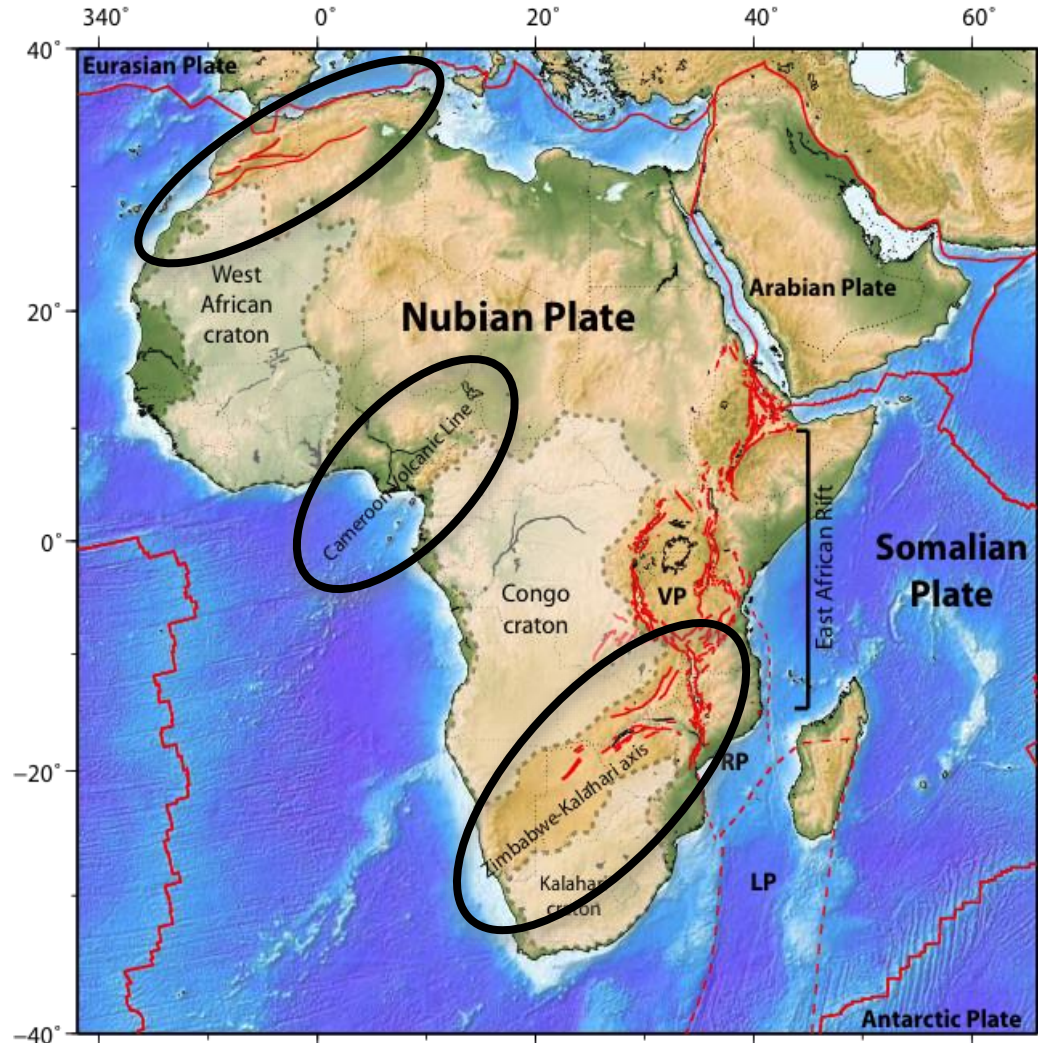 340° 0° 20° 40° 60°
40°
Eurasian Plate
West
African
craton
Nubian Plate
Arabian Plate
20°
Cameroon Volcanic Line
East African Rift
0°
Somalian
Plate
Congo
craton
VP
−20°
RP
Zimbabwe-Kalahari axis
Kalahari
craton
LP
−40°
Antarctic Plate